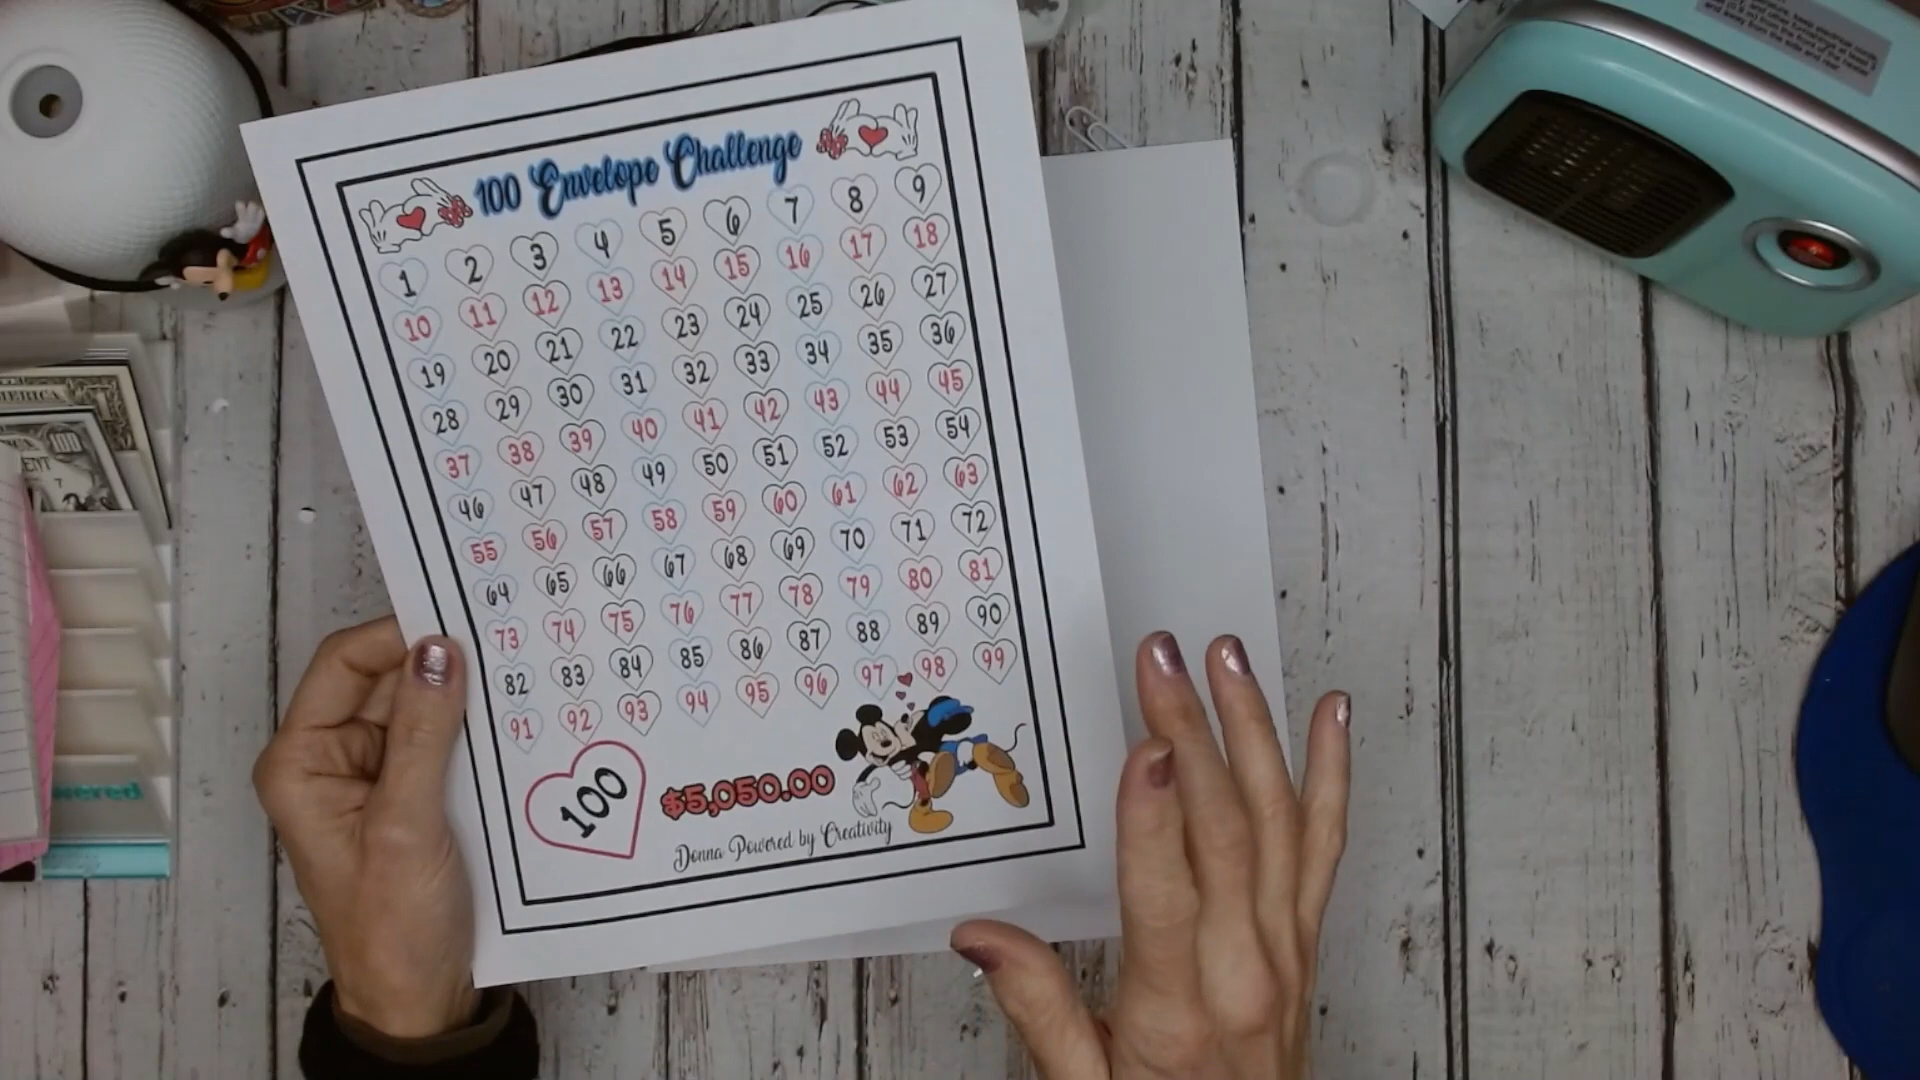 100 Envelope Challenge
1 2 3 4 5 6 7 8 9
10 11 12 13 14 15 16 17 18
19 20 21 22 23 24 25 26 27
28 29 30 31 32 33 34 35 36
37 38 39 40 41 42 43 44 45
46 47 48 49 50 51 52 53 54
55 56 57 58 59 60 61 62 63
64 65 66 67 68 69 70 71 72
73 74 75 76 77 78 79 80 81
82 83 84 85 86 87 88 89 90
91 92 93 94 95 96 97 98 99
100 $5,050.00
Donna Powered by Creativity